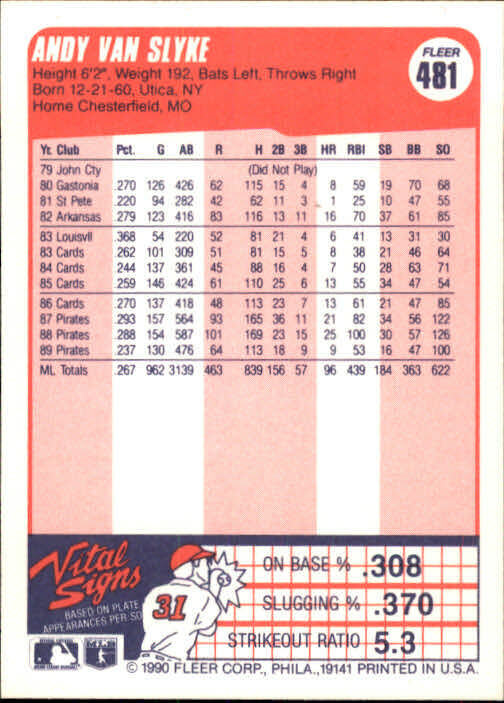 ANDY VAN SLYKE
FLEER
481
Height 6'2", Weight 192, Bats Left, Throws Right
Born 12-21-60, Utica, NY
Home Chesterfield, MO
Yr. Club Pct. G AB R H 2B 3B HR RBI SB BB SO
79 John Cty (Did Not Play)
80 Gastonia .270 126 426 62 115 15 4 8 59 19 70 68
81 St Pete .220 94 282 42 62 11 3 1 25 10 47 55
82 Arkansas .279 123 416 83 116 13 11 16 70 37 61 85
83 Louisvll .368 54 220 52 81 21 4 6 41 13 31 30
83 Cards .262 101 309 51 81 15 5 8 38 21 46 64
84 Cards .244 137 361 45 88 16 4 7 50 28 63 71
85 Cards .259 146 424 61 110 25 6 13 55 34 47 54
86 Cards .270 137 418 48 113 23 7 13 61 21 47 85
87 Pirates .293 157 564 93 165 36 11 21 82 34 56 122
88 Pirates .288 154 587 101 169 23 15 25 100 30 57 126
89 Pirates .237 130 476 64 113 18 9 9 53 16 47 100
ML Totals .267 962 3139 463 839 156 57 96 439 184 363 622
Vital Signs
BASED ON PLATE APPEARANCES PER SO
31
ON BASE % .308
SLUGGING % .370
STRIKEOUT RATIO 5.3
© 1990 FLEER CORP., PHILA., 19141 PRINTED IN U.S.A.